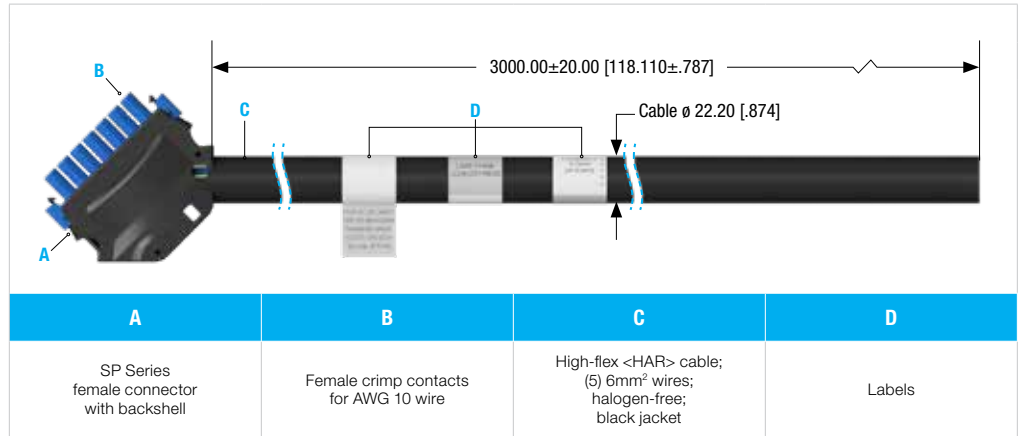 3000.00±20.00 [118.110±.787]
B
C
D
Cable ø 22.20 [.874]
A
A
B
C
D
SP Series
female connector
with backshell
Female crimp contacts
for AWG 10 wire
High-flex <HAR> cable;
(5) 6mm² wires;
halogen-free;
black jacket
Labels